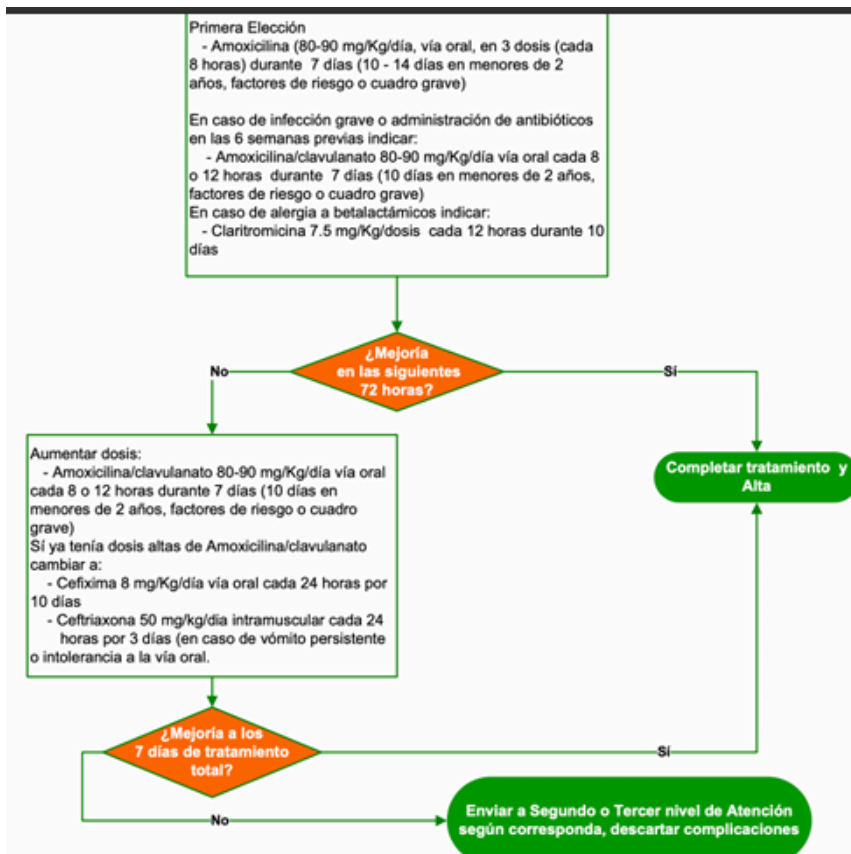 Primera Elección
- Amoxicilina (80-90 mg/Kg/día, vía oral, en 3 dosis (cada
8 horas) durante 7 días (10 - 14 días en menores de 2
años, factores de riesgo o cuadro grave)
En caso de infección grave o administración de antibióticos
en las 6 semanas previas indicar:
- Amoxicilina/clavulanato 80-90 mg/Kg/día vía oral cada 8
o 12 horas durante 7 días (10 días en menores de 2 años,
factores de riesgo o cuadro grave)
En caso de alergia a betalactámicos indicar:
- Claritromicina 7.5 mg/Kg/dosis cada 12 horas durante 10
días
¿Mejoría
en las siguientes
72 horas?
No
Sí
Aumentar dosis:
- Amoxicilina/clavulanato 80-90 mg/Kg/día vía oral
cada 8 o 12 horas durante 7 días (10 días en
menores de 2 años, factores de riesgo o cuadro
grave)
Sí ya tenía dosis altas de Amoxicilina/clavulanato
cambiar a:
- Cefixima 8 mg/Kg/día vía oral cada 24 horas por
10 días
- Ceftriaxona 50 mg/kg/dia intramuscular cada 24
horas por 3 días (en caso de vómito persistente
o intolerancia a la vía oral.
Completar tratamiento y
Alta
¿Mejoría a los
7 días de tratamiento
total?
Sí
No
Enviar a Segundo o Tercer nivel de Atención
según corresponda, descartar complicaciones